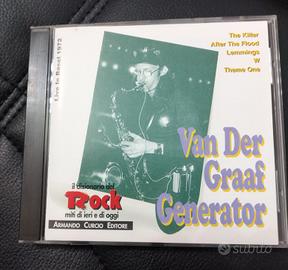 Live In Basel 1972
The Killer
After The Flood
Lemmings
W
Theme One
Van Der
Graaf
Generator
il dizionario del
Rock
miti di ieri e di oggi
ARMANDO CURCIO EDITORE
subito